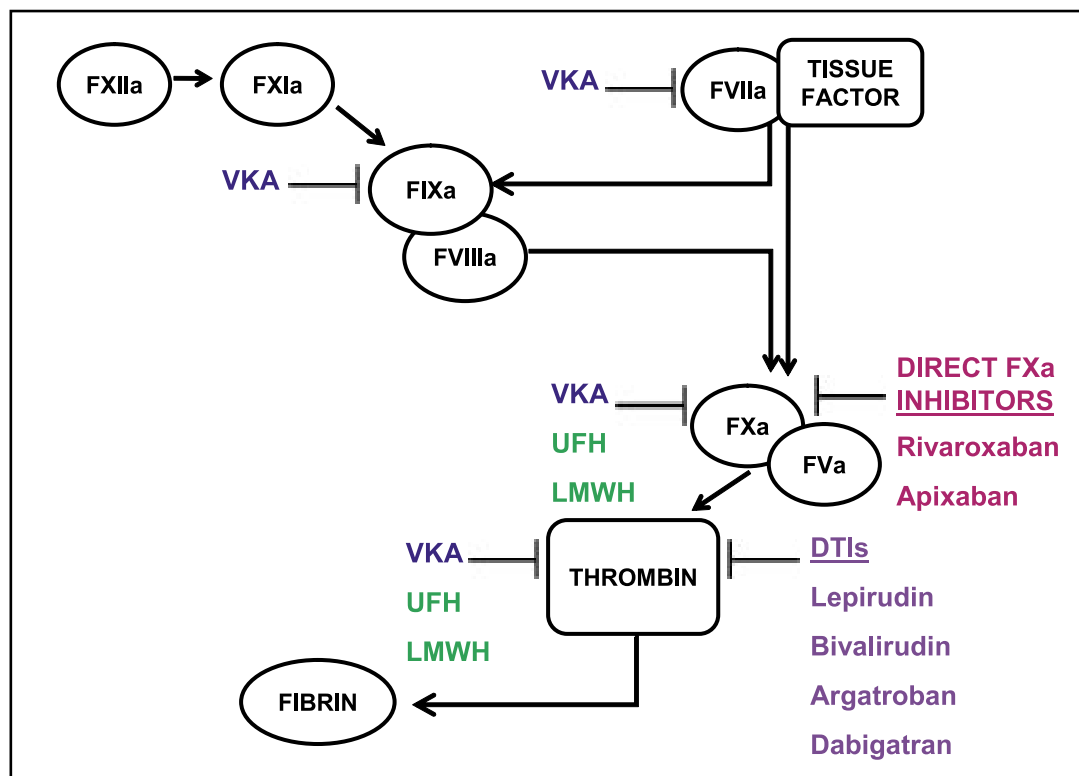 FXIIa
FXIa
VKA
FVIIa
TISSUE
FACTOR
VKA
FIXa
FVIIIa
VKA
UFH
LMWH
FXa
FVa
DIRECT FXa
INHIBITORS
Rivaroxaban
Apixaban
VKA
UFH
LMWH
THROMBIN
DTIs
Lepirudin
Bivalirudin
Argatroban
Dabigatran
FIBRIN